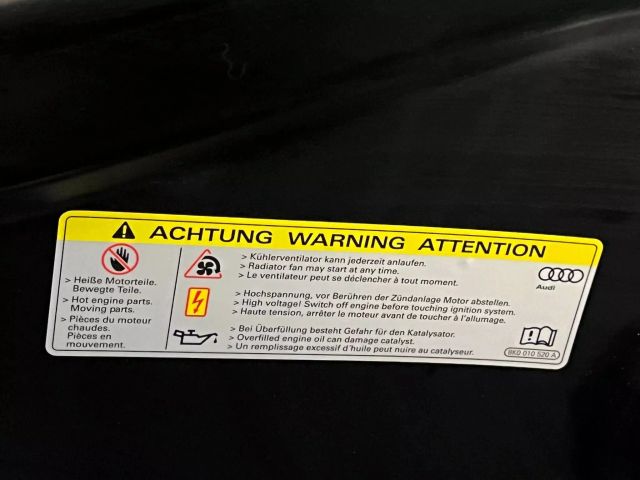 ACHTUNG WARNING ATTENTION
> Heiße Motorteile.
Bewegte Teile.
> Hot engine parts.
Moving parts.
> Pièces du moteur
chaudes.
Pièces en
mouvement.
> Kühlerventilator kann jederzeit anlaufen.
> Radiator fan may start at any time.
> Le ventilateur peut se déclencher à tout moment.
> Hochspannung, vor Berühren der Zündanlage Motor abstellen.
> High voltage! Switch off engine before touching ignition system.
> Haute tension, arrêter le moteur avant de toucher à l'allumage.
> Bei Überfüllung besteht Gefahr für den Katalysator.
> Overfilled engine oil can damage catalyst.
> Un remplissage excessif d'huile peut nuire au catalyseur.
Audi
8K0 010 520 A